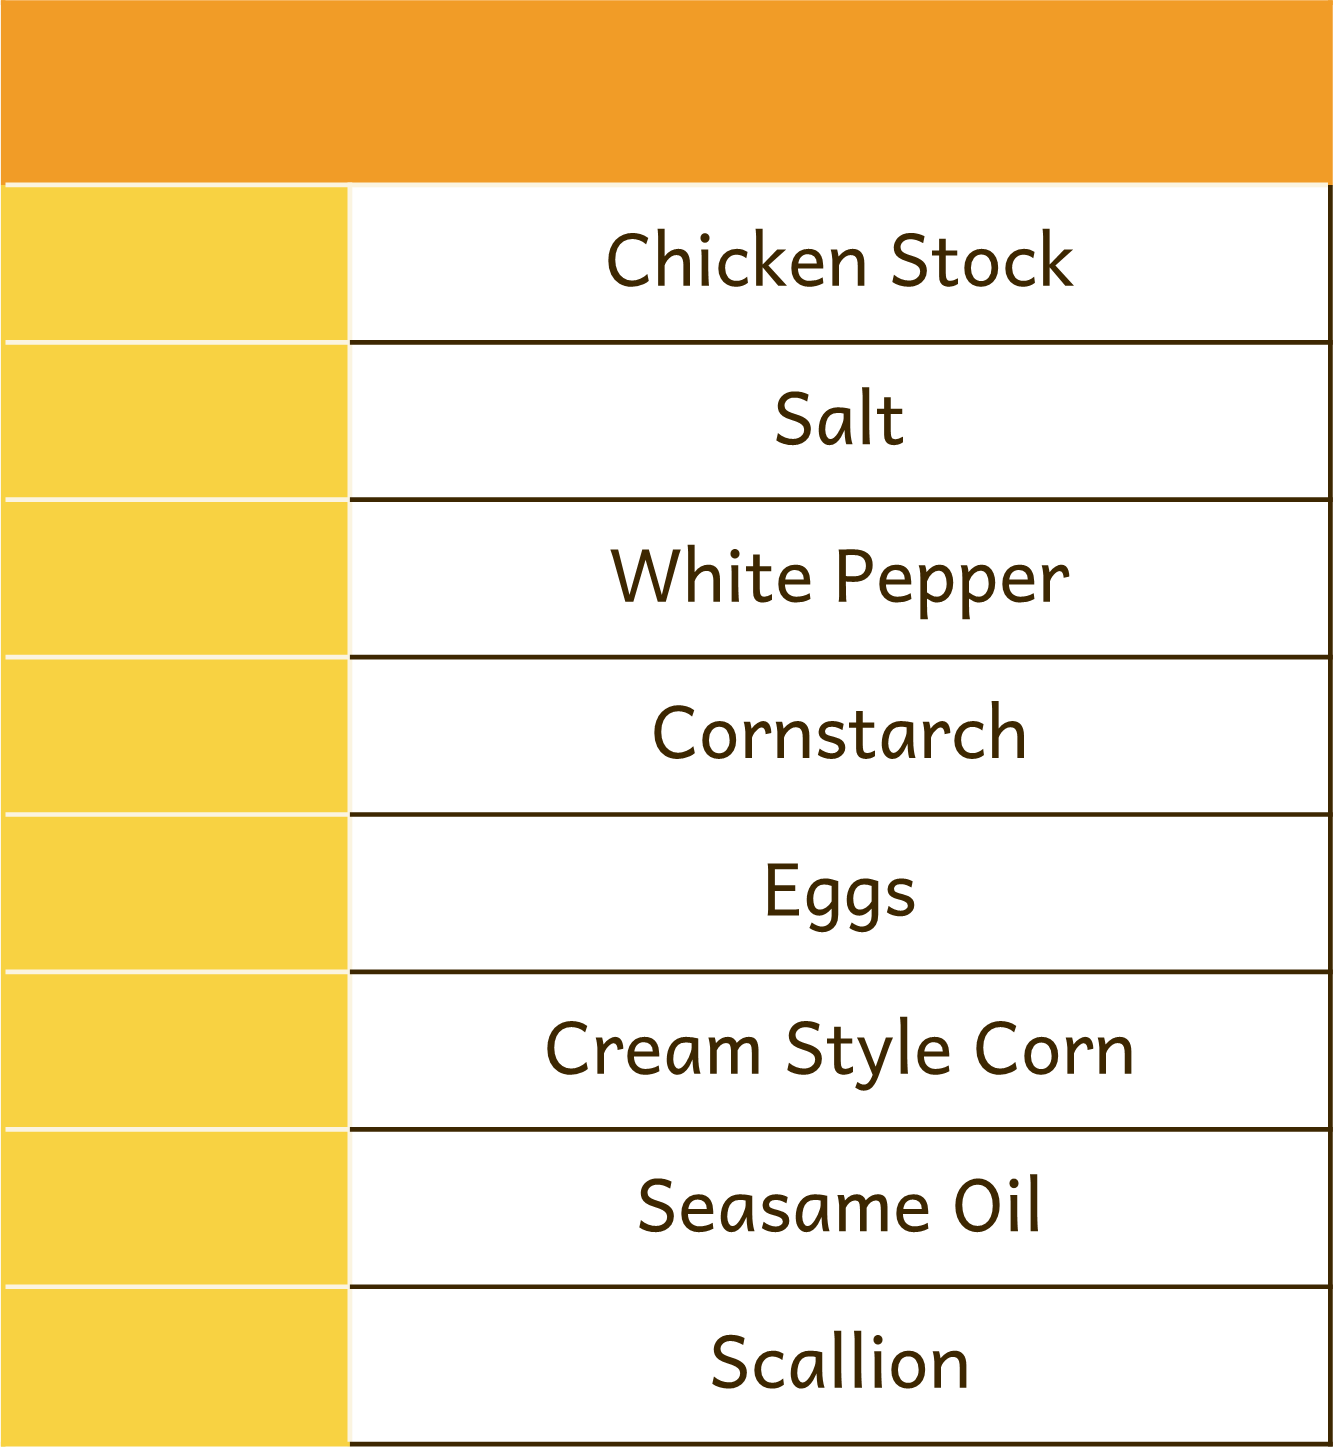 Chicken Stock
Salt
White Pepper
Cornstarch
Eggs
Cream Style Corn
Seasame Oil
Scallion